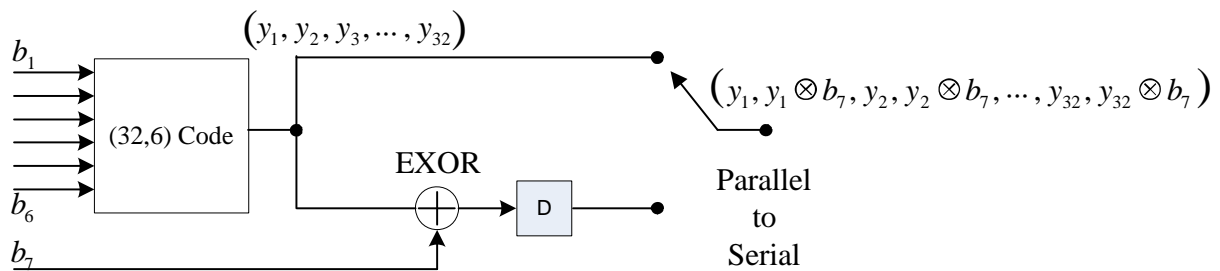 (y₁, y₂, y₃, ..., y₃₂)
b₁
(y₁, y₁ ⊗ b₇, y₂, y₂ ⊗ b₇, ..., y₃₂, y₃₂ ⊗ b₇)
(32,6) Code
EXOR
Parallel
to
Serial
D
b₆
b₇